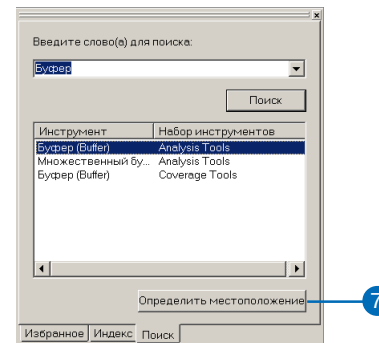 Введите слово(а) для поиска:
Буфер
Поиск
Инструмент Набор инструментов
Буфер (Buffer) Analysis Tools
Множественный бу... Analysis Tools
Буфер (Buffer) Coverage Tools
Определить местоположение 7
Избранное Индекс Поиск